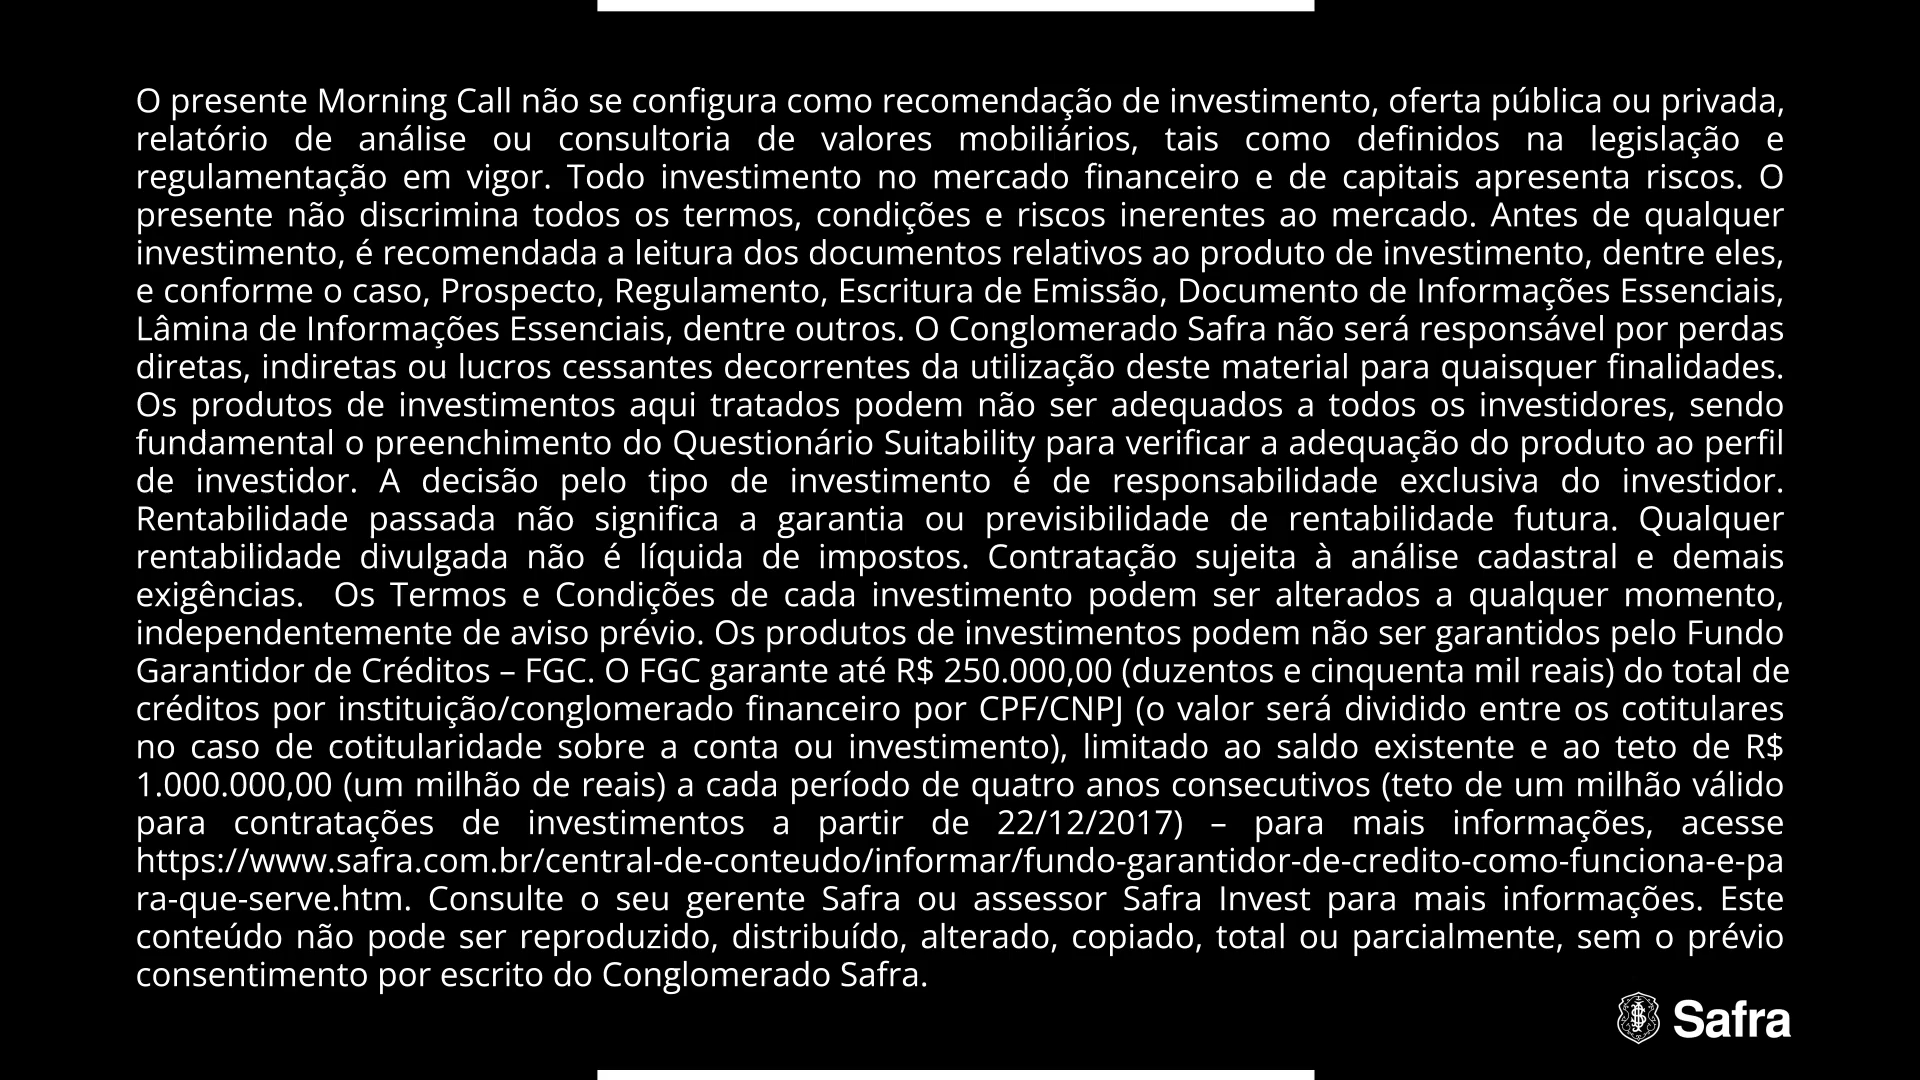 O presente Morning Call não se configura como recomendação de investimento, oferta pública ou privada,
relatório de análise ou consultoria de valores mobiliários, tais como definidos na legislação e
regulamentação em vigor. Todo investimento no mercado financeiro e de capitais apresenta riscos. O
presente não discrimina todos os termos, condições e riscos inerentes ao mercado. Antes de qualquer
investimento, é recomendada a leitura dos documentos relativos ao produto de investimento, dentre eles,
e conforme o caso, Prospecto, Regulamento, Escritura de Emissão, Documento de Informações Essenciais,
Lâmina de Informações Essenciais, dentre outros. O Conglomerado Safra não será responsável por perdas
diretas, indiretas ou lucros cessantes decorrentes da utilização deste material para quaisquer finalidades.
Os produtos de investimentos aqui tratados podem não ser adequados a todos os investidores, sendo
fundamental o preenchimento do Questionário Suitability para verificar a adequação do produto ao perfil
de investidor. A decisão pelo tipo de investimento é de responsabilidade exclusiva do investidor.
Rentabilidade passada não significa a garantia ou previsibilidade de rentabilidade futura. Qualquer
rentabilidade divulgada não é líquida de impostos. Contratação sujeita à análise cadastral e demais
exigências. Os Termos e Condições de cada investimento podem ser alterados a qualquer momento,
independentemente de aviso prévio. Os produtos de investimentos podem não ser garantidos pelo Fundo
Garantidor de Créditos – FGC. O FGC garante até R$ 250.000,00 (duzentos e cinquenta mil reais) do total de
créditos por instituição/conglomerado financeiro por CPF/CNPJ (o valor será dividido entre os cotitulares
no caso de cotitularidade sobre a conta ou investimento), limitado ao saldo existente e ao teto de R$
1.000.000,00 (um milhão de reais) a cada período de quatro anos consecutivos (teto de um milhão válido
para contratações de investimentos a partir de 22/12/2017) – para mais informações, acesse
https://www.safra.com.br/central-de-conteudo/informar/fundo-garantidor-de-credito-como-funciona-e-pa
ra-que-serve.htm. Consulte o seu gerente Safra ou assessor Safra Invest para mais informações. Este
conteúdo não pode ser reproduzido, distribuído, alterado, copiado, total ou parcialmente, sem o prévio
consentimento por escrito do Conglomerado Safra.
Safra